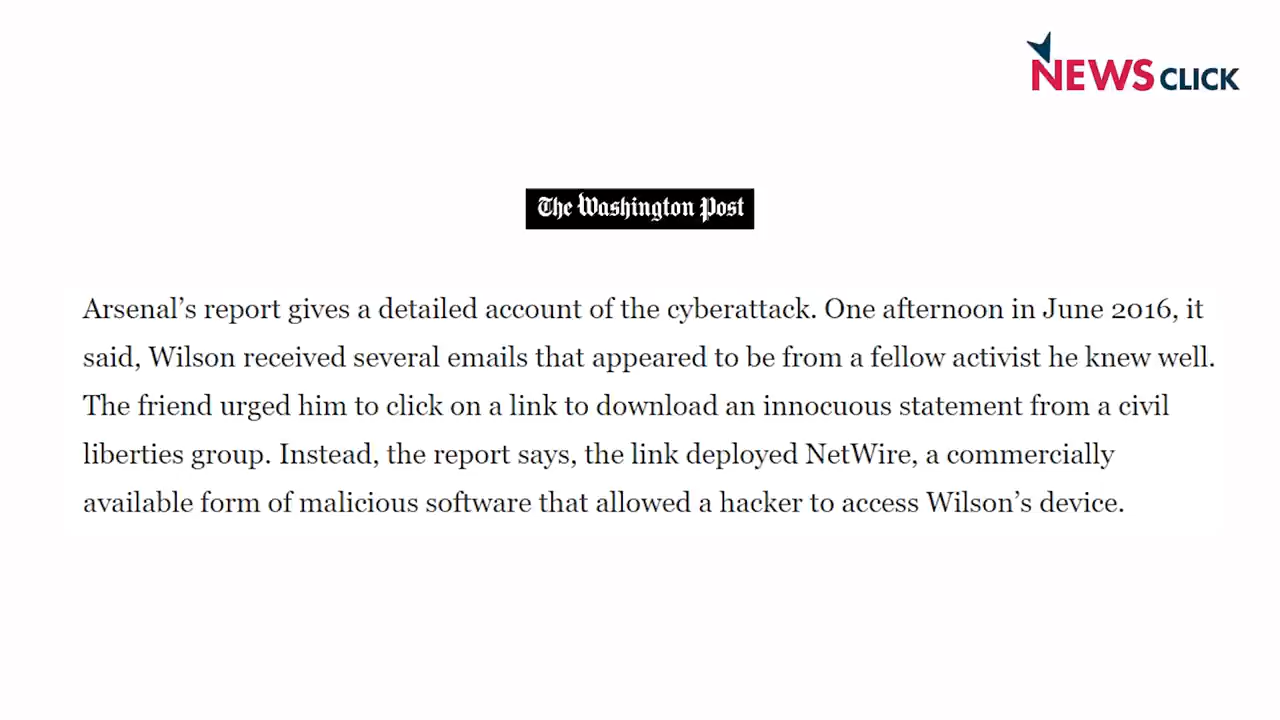 NEWS CLICK
The Washington Post
Arsenal’s report gives a detailed account of the cyberattack. One afternoon in June 2016, it
said, Wilson received several emails that appeared to be from a fellow activist he knew well.
The friend urged him to click on a link to download an innocuous statement from a civil
liberties group. Instead, the report says, the link deployed NetWire, a commercially
available form of malicious software that allowed a hacker to access Wilson’s device.